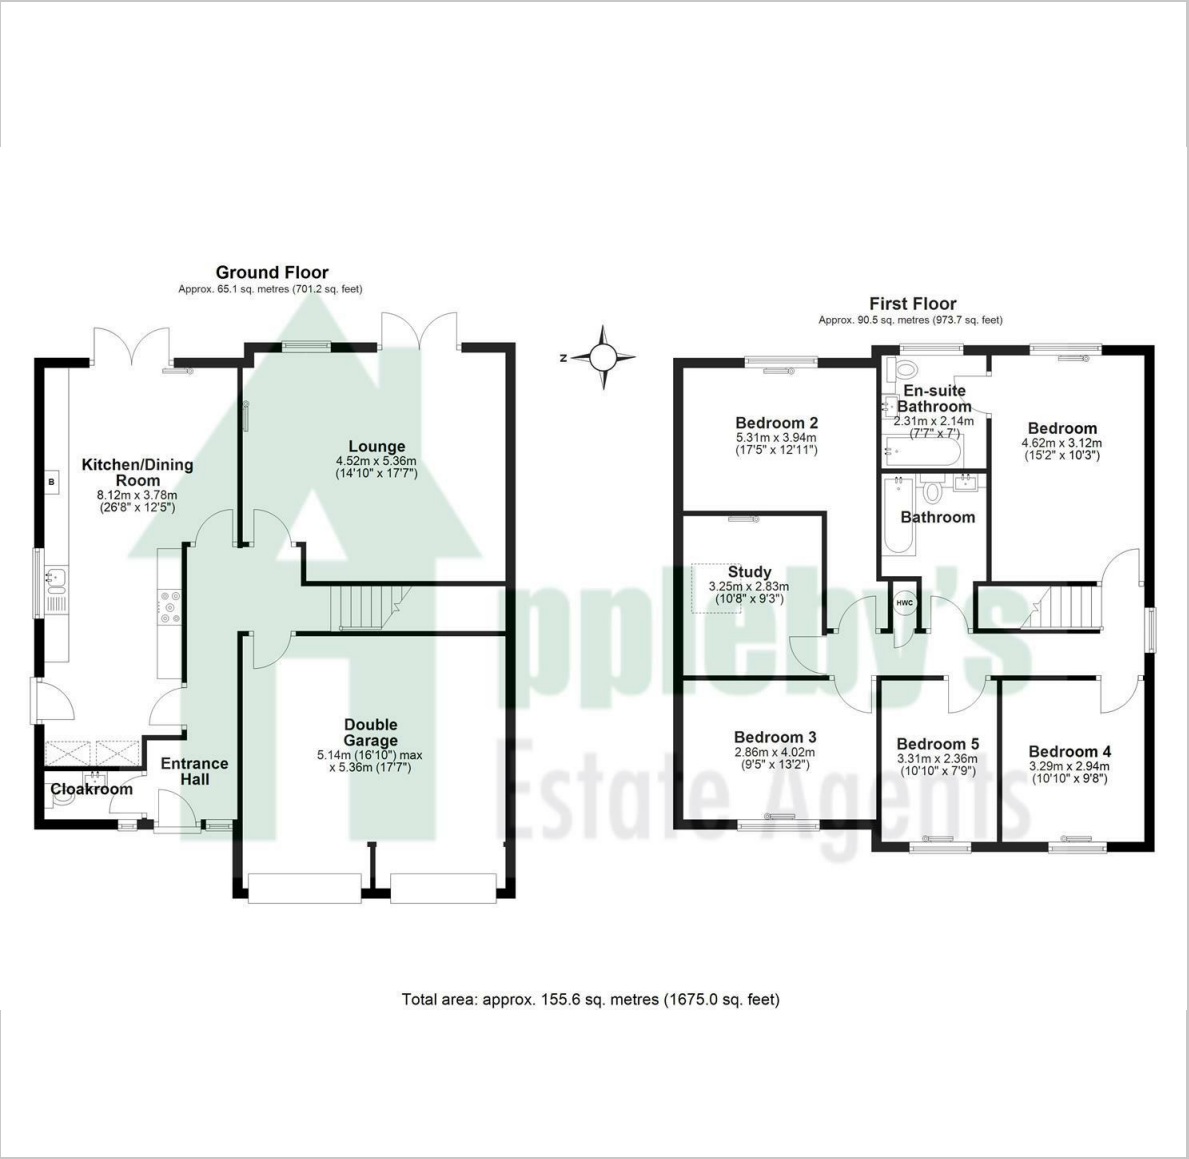 Ground Floor
Approx. 65.1 sq. metres (701.2 sq. feet)
First Floor
Approx. 90.5 sq. metres (973.7 sq. feet)
Z
Kitchen/Dining
Room
8.12m x 3.78m
(26'8" x 12'5")
B
Lounge
4.52m x 5.36m
(14'10" x 17'7")
Double
Garage
5.14m (16'10") max
x 5.36m (17'7")
Entrance
Hall
Cloakroom
Bedroom 2
5.31m x 3.94m
(17'5" x 12'11")
En-suite
Bathroom
2.31m x 2.14m
(7'7" x 7')
Bedroom
4.62m x 3.12m
(15'2" x 10'3")
Bathroom
Study
3.25m x 2.83m
(10'8" x 9'3")
HWC
Bedroom 3
2.86m x 4.02m
(9'5" x 13'2")
Bedroom 5
3.31m x 2.36m
(10'10" x 7'9")
Bedroom 4
3.29m x 2.94m
(10'10" x 9'8")
ppleby's
Estate Agents
Total area: approx. 155.6 sq. metres (1675.0 sq. feet)